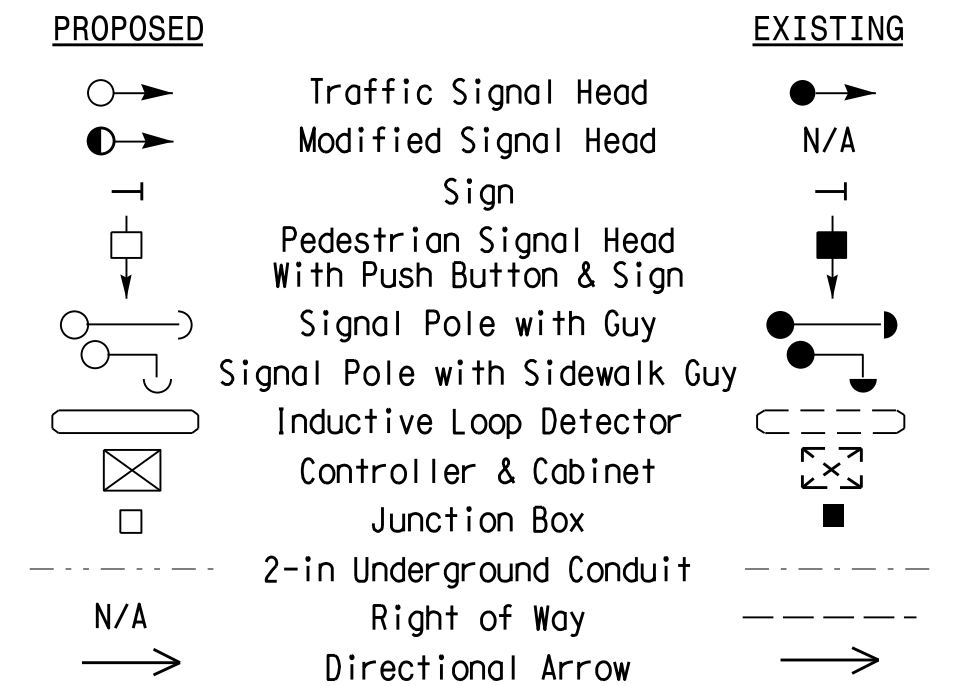 PROPOSED EXISTING
Traffic Signal Head
Modified Signal Head N/A
Sign
Pedestrian Signal Head
With Push Button & Sign
Signal Pole with Guy
Signal Pole with Sidewalk Guy
Inductive Loop Detector
Controller & Cabinet
Junction Box
2-in Underground Conduit
N/A Right of Way
Directional Arrow